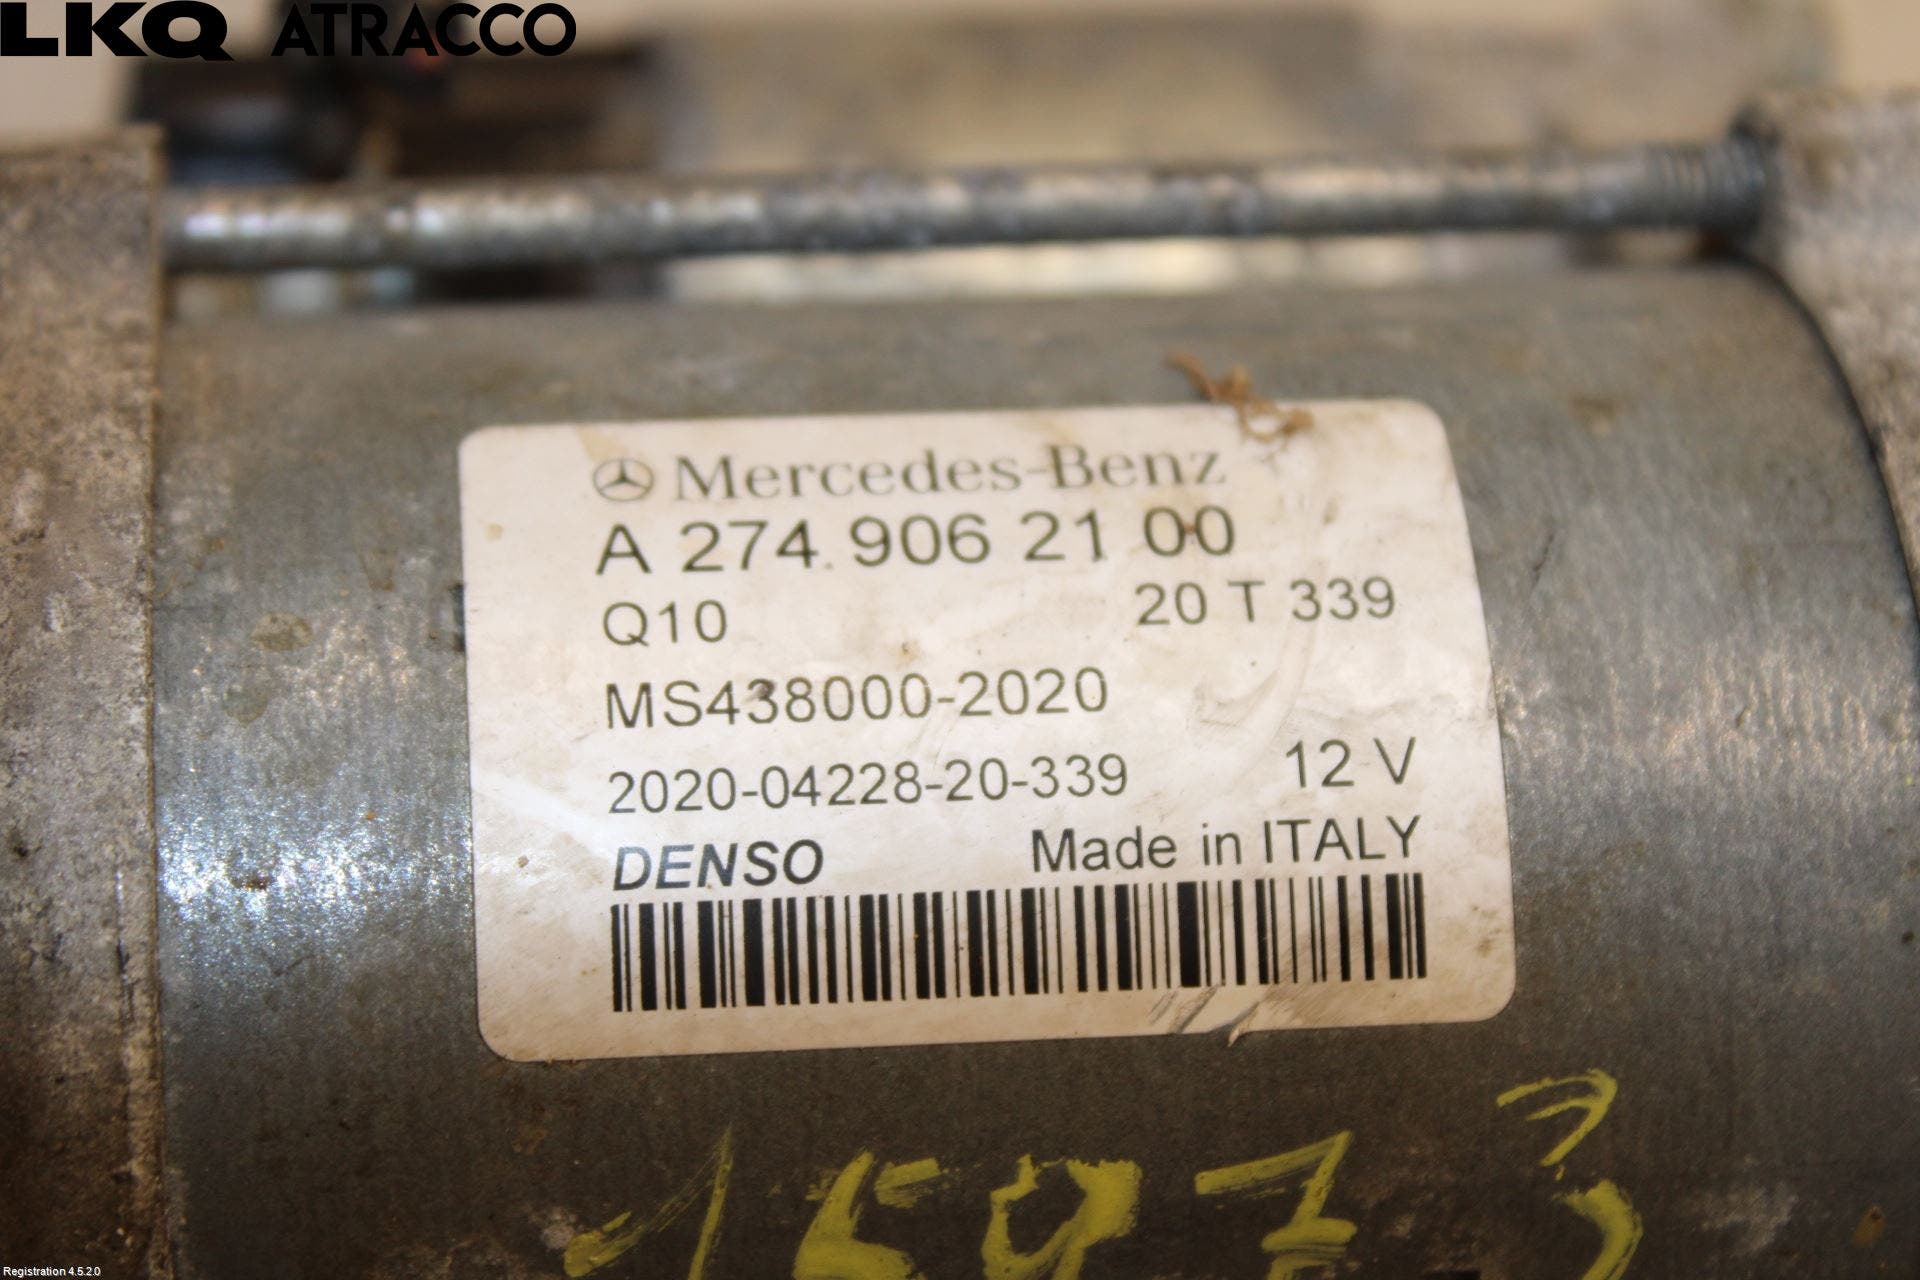 LKQ ATRACCO
Mercedes-Benz
A 274 906 21 00
Q10 20 T 339
MS438000-2020
2020-04228-20-339 12 V
DENSO Made in ITALY
Registration 4.5.2.0